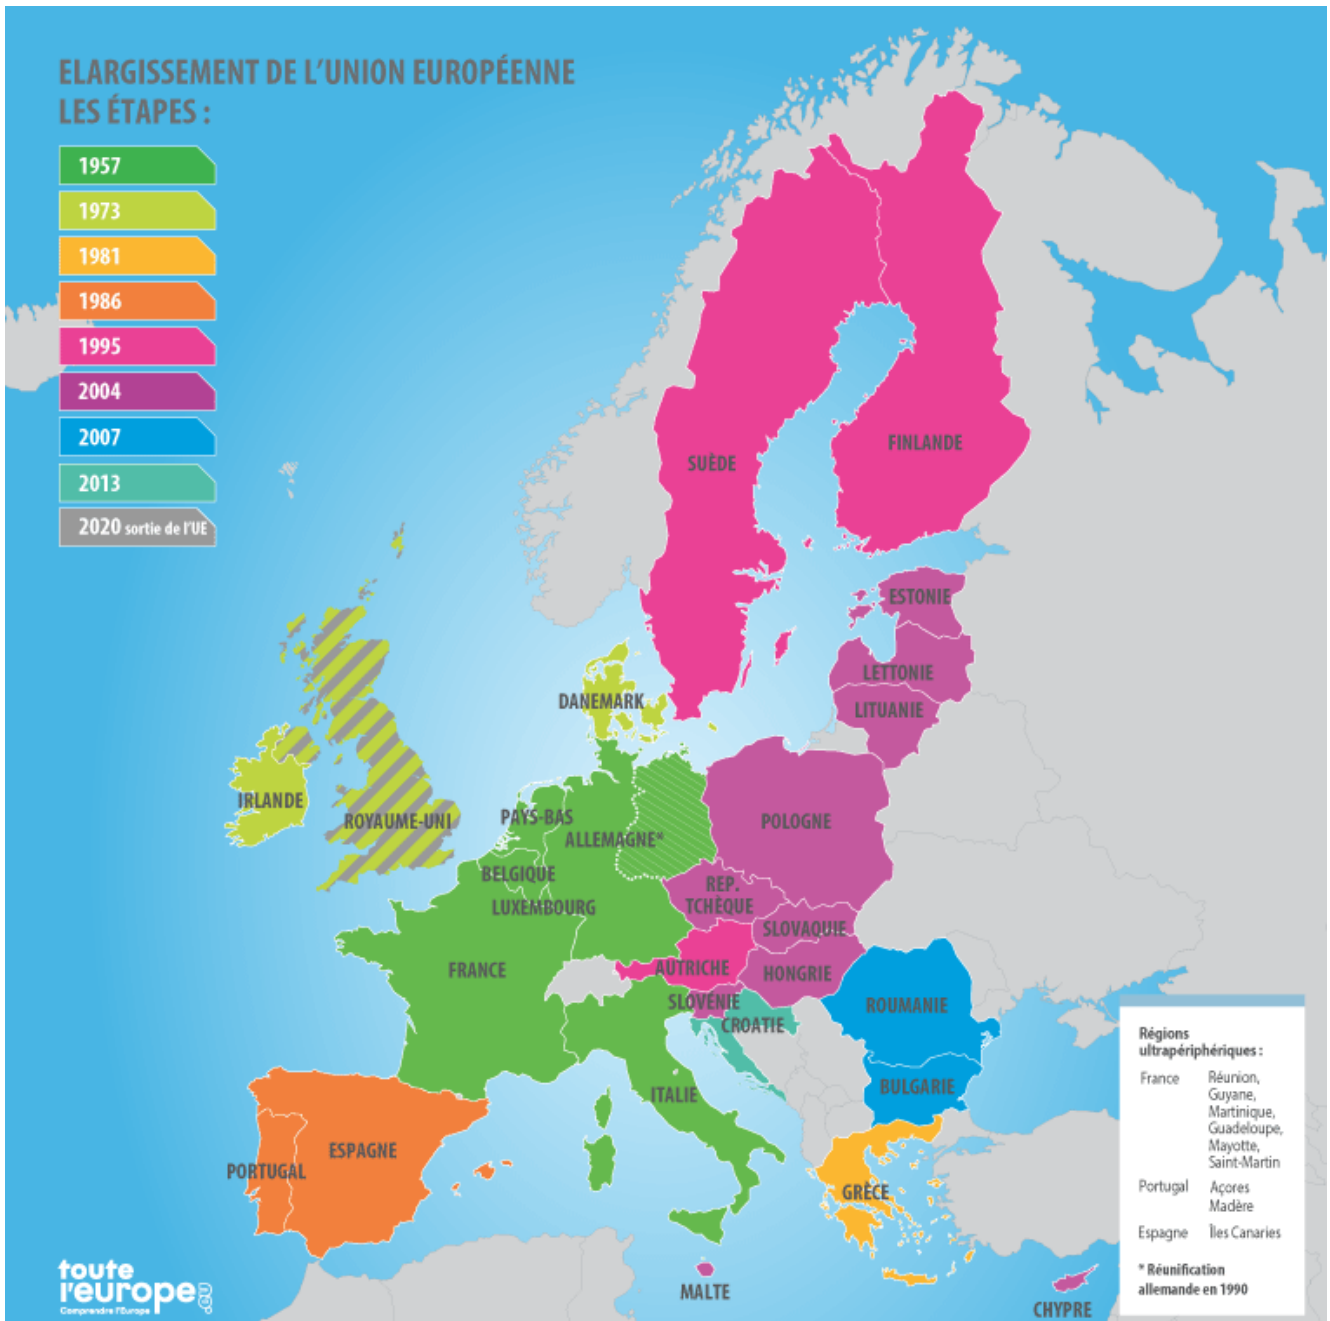 ELARGISSEMENT DE L'UNION EUROPÉENNE
LES ÉTAPES :
1957
1973
1981
1986
1995
2004
2007
2013
2020 sortie de l'UE
SUÈDE
FINLANDE
ESTONIE
LETTONIE
LITUANIE
DANEMARK
IRLANDE
ROYAUME-UNI
PAYS-BAS
ALLEMAGNE*
POLOGNE
BELGIQUE
REP.
TCHÈQUE
LUXEMBOURG
SLOVAQUIE
FRANCE
AUTRICHE
HONGRIE
SLOVÉNIE
CROATIE
ROUMANIE
BULGARIE
ITALIE
ESPAGNE
PORTUGAL
GRÈCE
MALTE
CHYPRE
Régions
ultrapériphériques :
France Réunion,
Guyane,
Martinique,
Guadeloupe,
Mayotte,
Saint-Martin
Portugal Açores
Madère
Espagne Îles Canaries
* Réunification
allemande en 1990
toute
l'europe.eu
Comprendre l'Europe